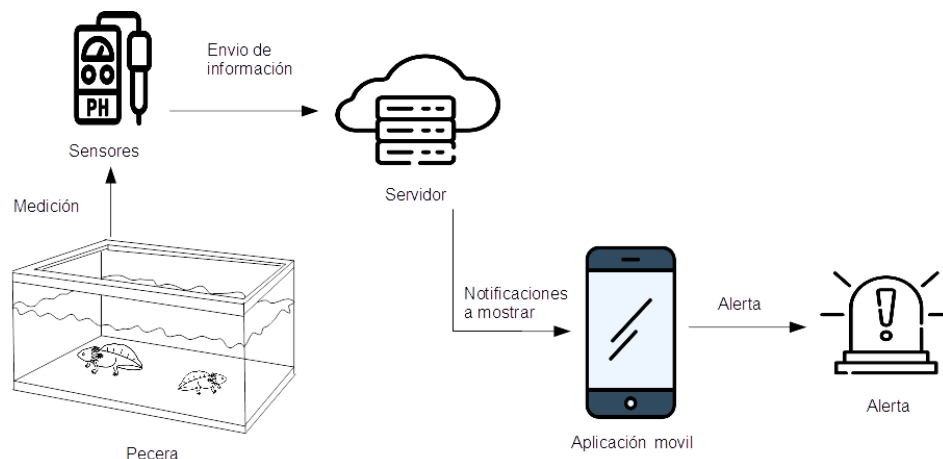 PH
Sensores
Envio de
información
Servidor
Medición
Pecera
Notificaciones
a mostrar
Aplicación movil
Alerta
Alerta